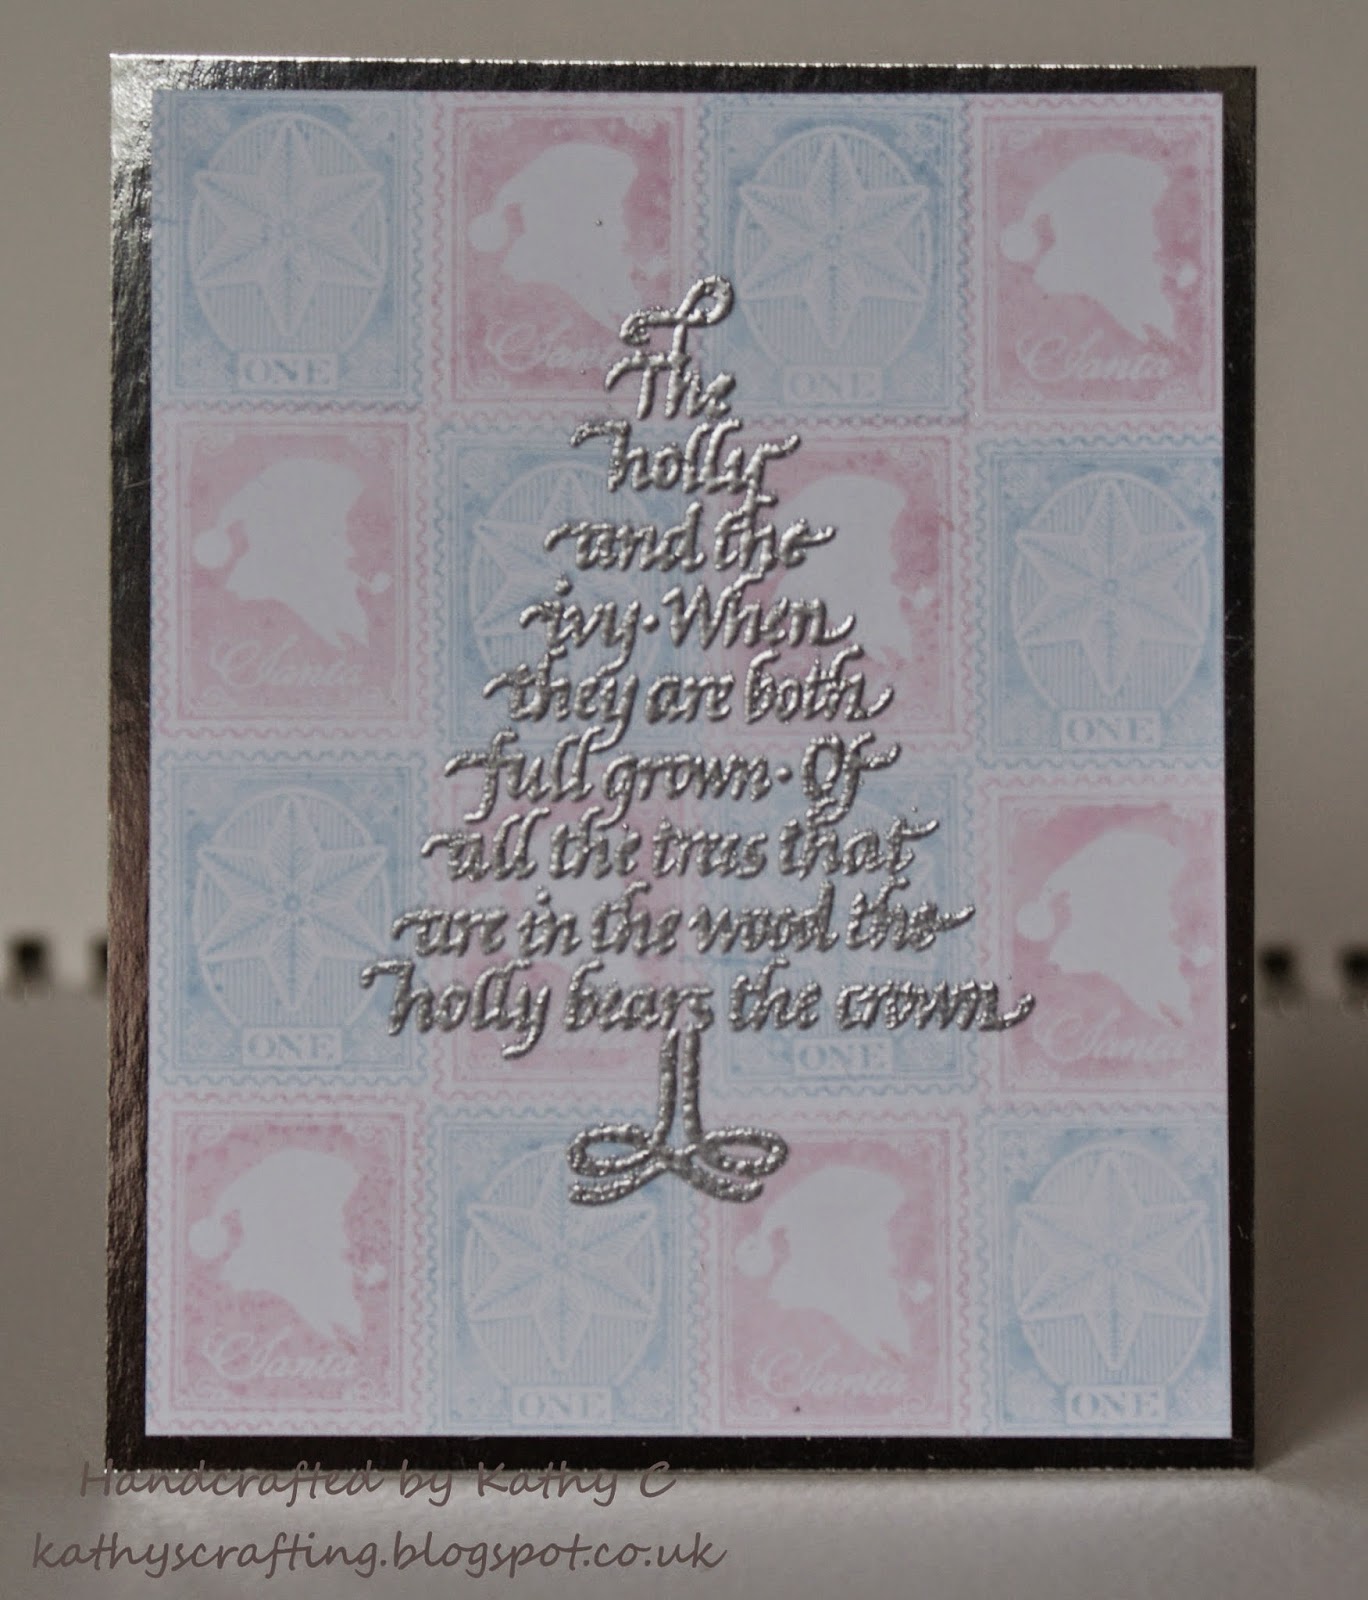 ONE
Santa
ONE
Santa
The
holly
and the
ivy·When
they are both
full grown·Of
all the trees that
are in the wood the
holly bears the crown
Santa
ONE
ONE
ONE
Santa
Santa
ONE
Santa
ONE
Handcrafted by Kathy C
kathyscrafting.blogspot.co.uk